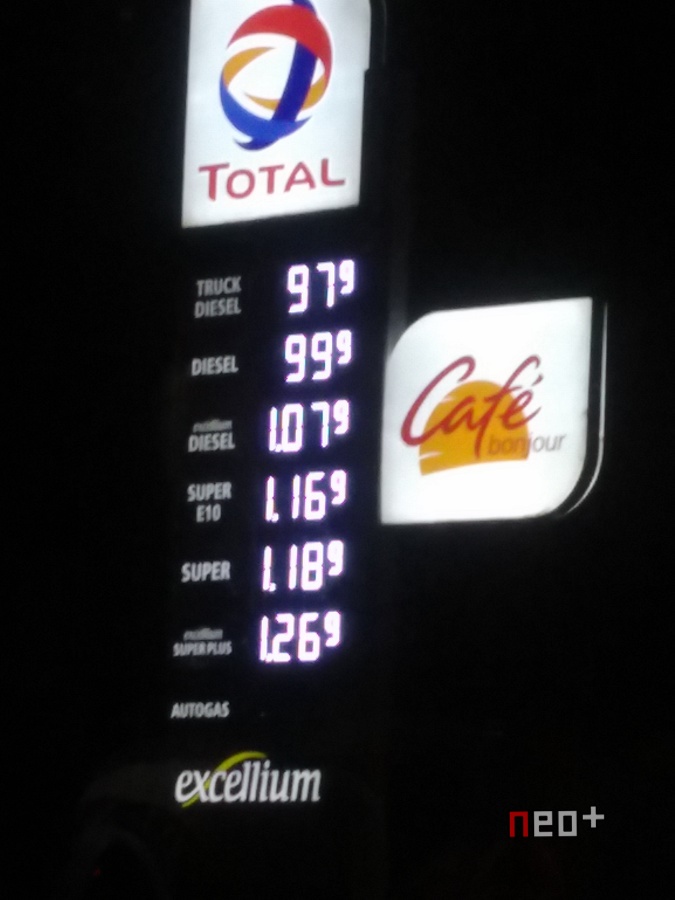 TOTAL
TRUCK
DIESEL
97⁹
DIESEL
99⁹
excellium
DIESEL
1.07⁹
SUPER
E10
1.16⁹
SUPER
1.18⁹
excellium
SUPER PLUS
1.26⁹
AUTOGAS
excellium
Café
bonjour
neo+